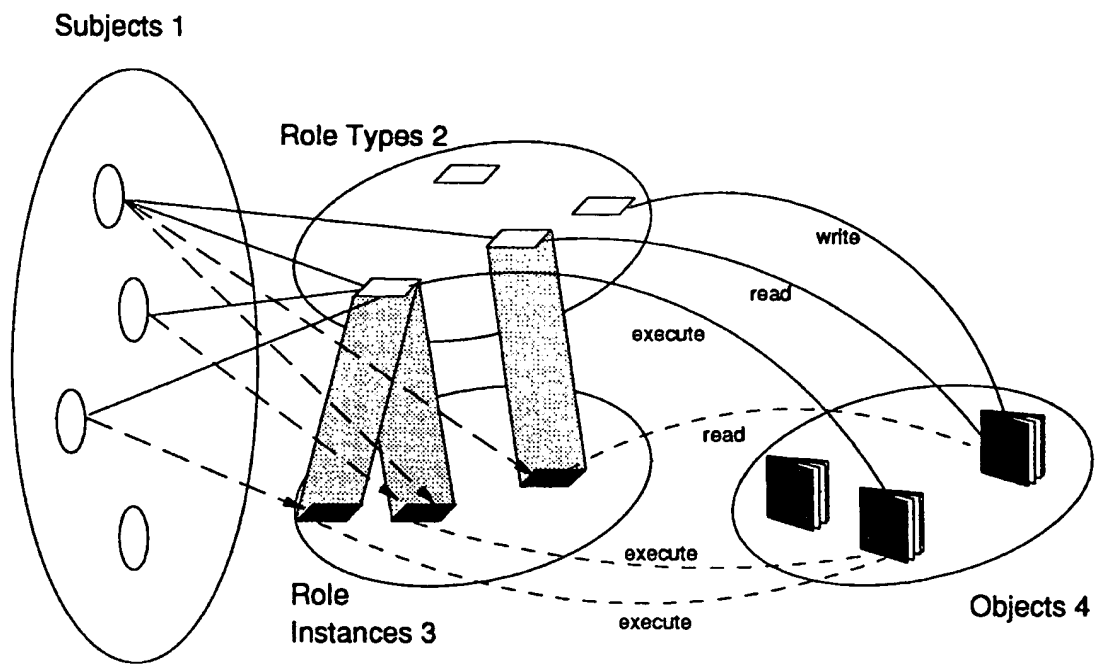 Subjects 1
Role Types 2
write
read
execute
read
execute
execute
Role
Instances 3
Objects 4